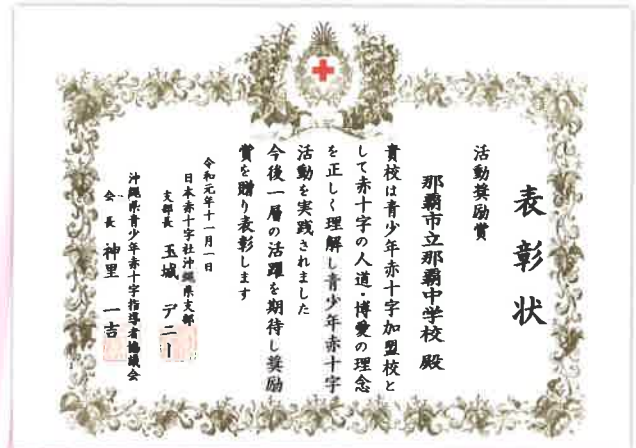 表彰状
活動奨励賞
那覇市立那覇中学校 殿
貴校は青少年赤十字加盟校と
して赤十字の人道・博愛の理念
を正しく理解し青少年赤十字
活動を実践されました
今後一層の活躍を期待し奨励
賞を贈り表彰します
令和元年十一月一日
日本赤十字社沖縄県支部
支部長 玉城 デニー
沖縄県青少年赤十字指導者協議会
会長 神里 一吉